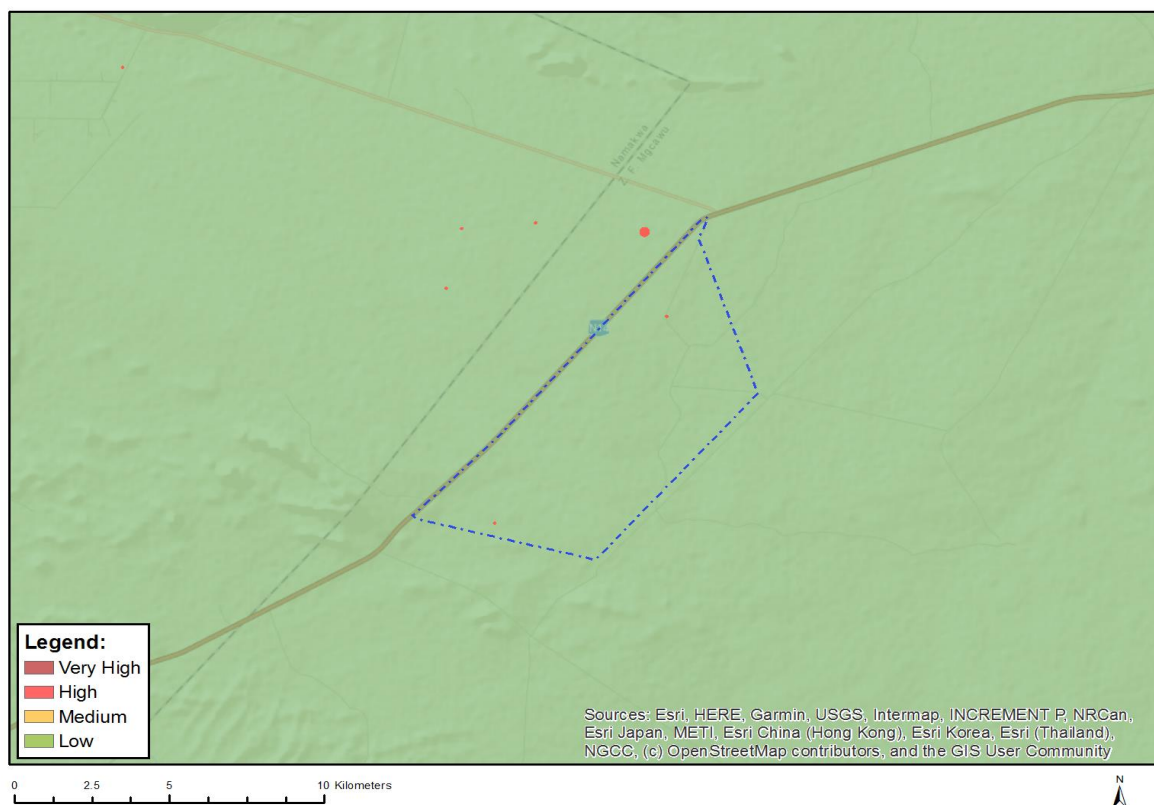 Namakwa
Z F Mgcawu
N14
Legend:
Very High
High
Medium
Low
Sources: Esri, HERE, Garmin, USGS, Intermap, INCREMENT P, NRCan,
Esri Japan, METI, Esri China (Hong Kong), Esri Korea, Esri (Thailand),
NGCC, (c) OpenStreetMap contributors, and the GIS User Community
0 2.5 5 10 Kilometers
N